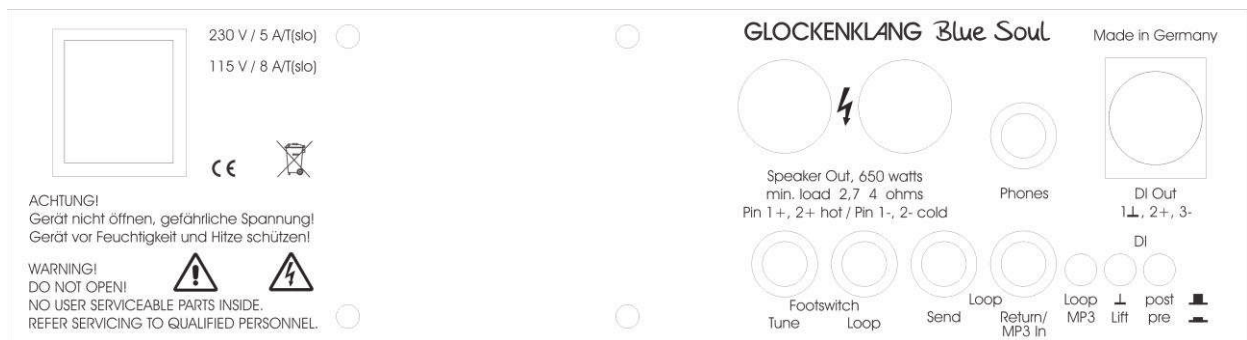 230 V / 5 A/T(slo)
115 V / 8 A/T(slo)
CE
ACHTUNG!
Gerät nicht öffnen, gefährliche Spannung!
Gerät vor Feuchtigkeit und Hitze schützen!
WARNING!
DO NOT OPEN!
NO USER SERVICEABLE PARTS INSIDE.
REFER SERVICING TO QUALIFIED PERSONNEL.
GLOCKENKLANG Blue Soul
Made in Germany
Speaker Out, 650 watts
min. load 2,7 4 ohms
Pin 1+, 2+ hot / Pin 1-, 2- cold
Phones
DI Out
1⊥, 2+, 3-
DI
Footswitch
Tune Loop
Loop
Send Return/
MP3 In
Loop ⊥ post
MP3 Lift pre